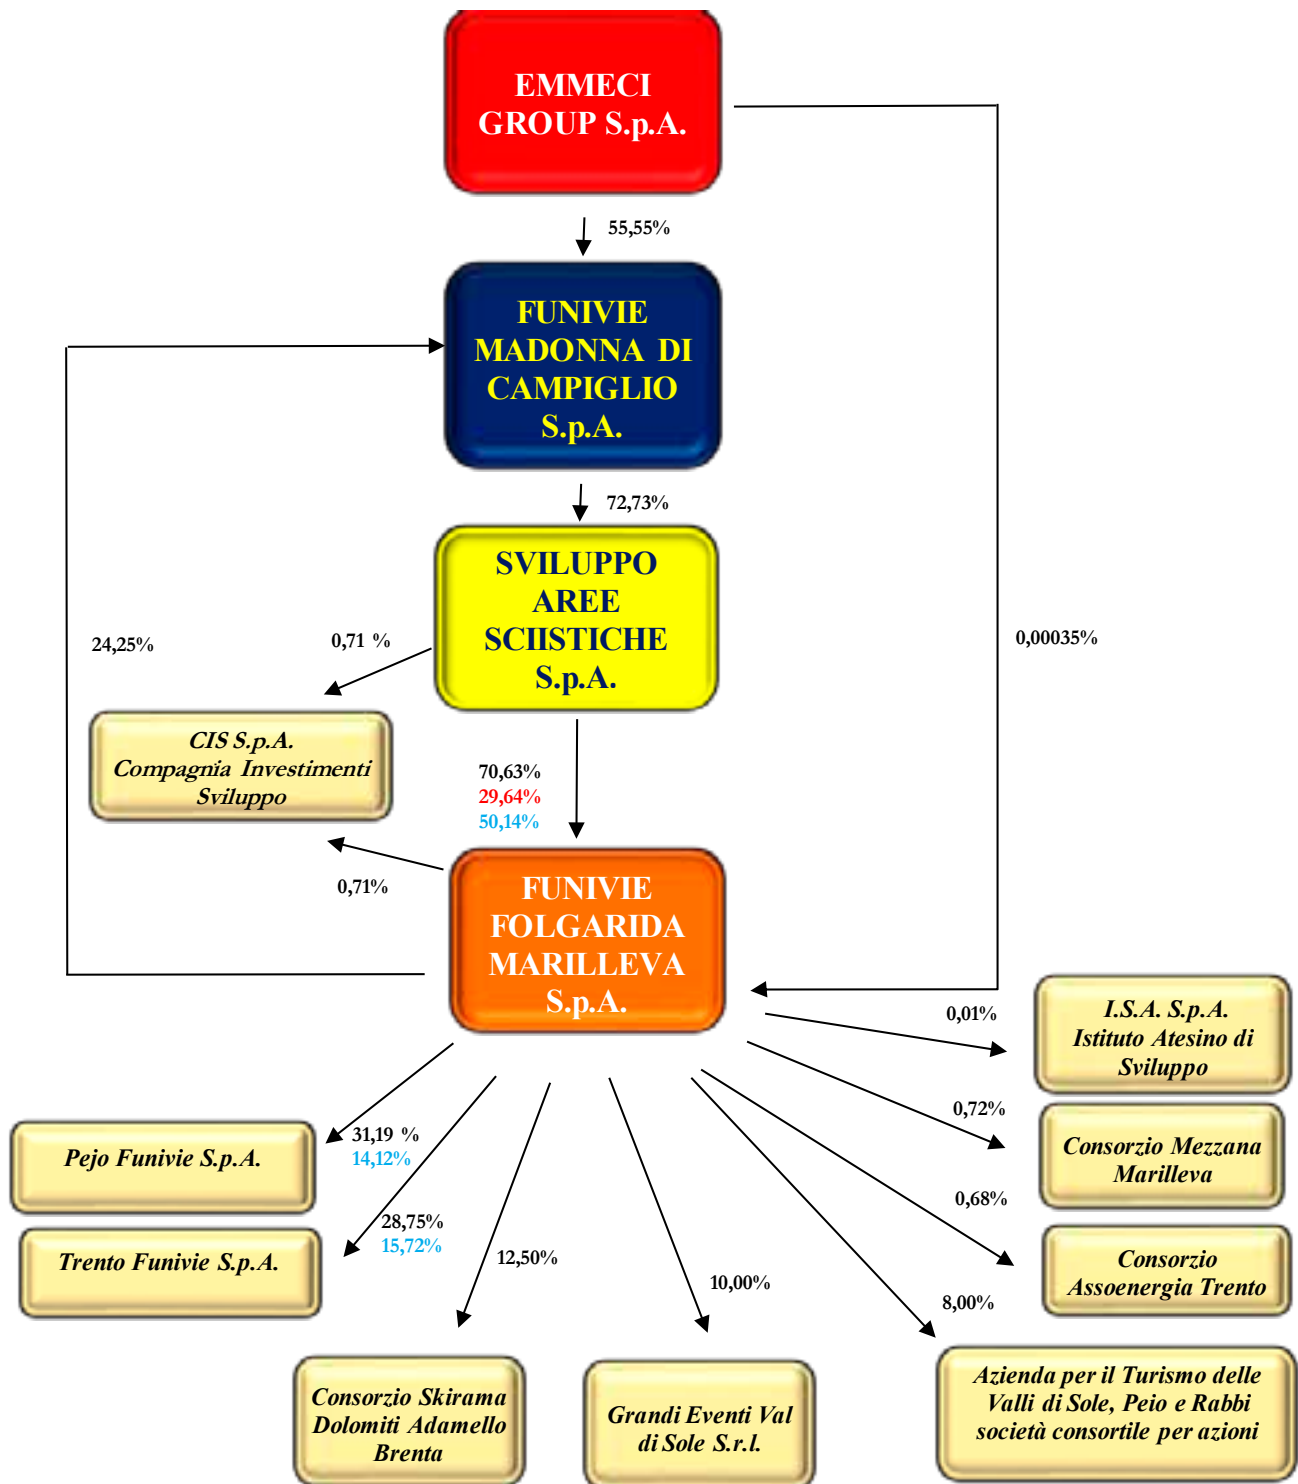 EMMECI
GROUP S.p.A.
55,55%
FUNIVIE
MADONNA DI
CAMPIGLIO
S.p.A.
72,73%
SVILUPPO
AREE
SCIISTICHE
S.p.A.
24,25%
0,71 %
0,00035%
CIS S.p.A.
Compagnia Investimenti
Sviluppo
70,63%
29,64%
50,14%
0,71%
FUNIVIE
FOLGARIDA
MARILLEVA
S.p.A.
0,01%
I.S.A. S.p.A.
Istituto Atesino di
Sviluppo
0,72%
Consorzio Mezzana
Marilleva
31,19 %
14,12%
Pejo Funivie S.p.A.
0,68%
28,75%
15,72%
Trento Funivie S.p.A.
12,50%
10,00%
8,00%
Consorzio
Assoenergia Trento
Consorzio Skirama
Dolomiti Adamello
Brenta
Grandi Eventi Val
di Sole S.r.l.
Azienda per il Turismo delle
Valli di Sole, Peio e Rabbi
società consortile per azioni